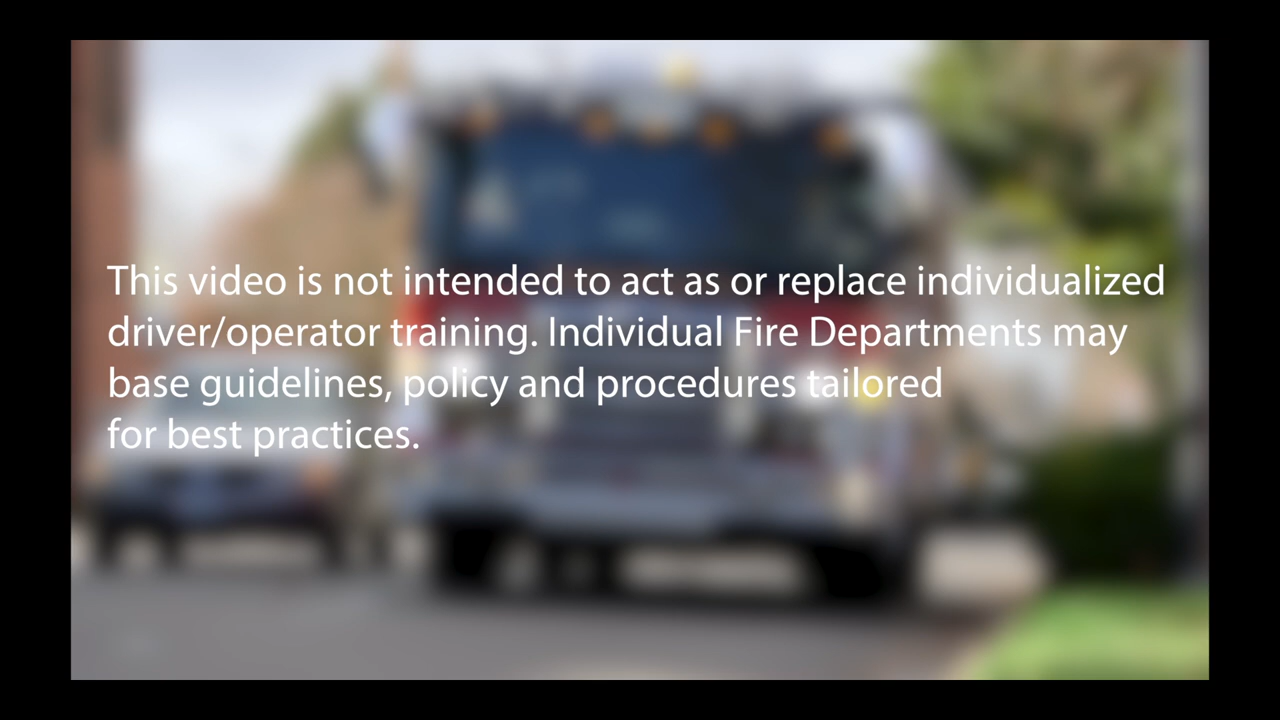 This video is not intended to act as or replace individualized
driver/operator training. Individual Fire Departments may
base guidelines, policy and procedures tailored
for best practices.